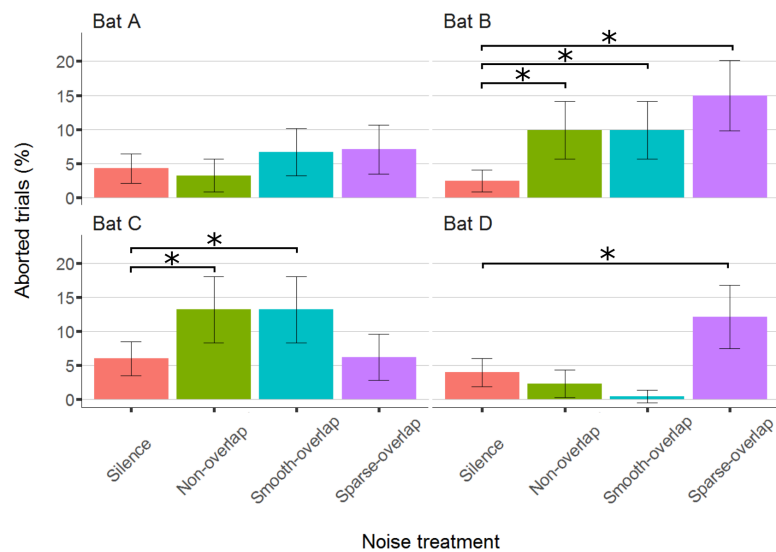 Bat A
Bat B
* * *
Bat C
Bat D
* *
*
Aborted trials (%)
20
15
10
5
0
20
15
10
5
0
Silence
Non-overlap
Smooth-overlap
Sparse-overlap
Silence
Non-overlap
Smooth-overlap
Sparse-overlap
Noise treatment